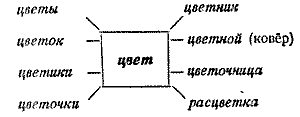 цветы
цветник
цветок
цветной (ковёр)
цвет
цветики
цветочница
цветочки
расцветка